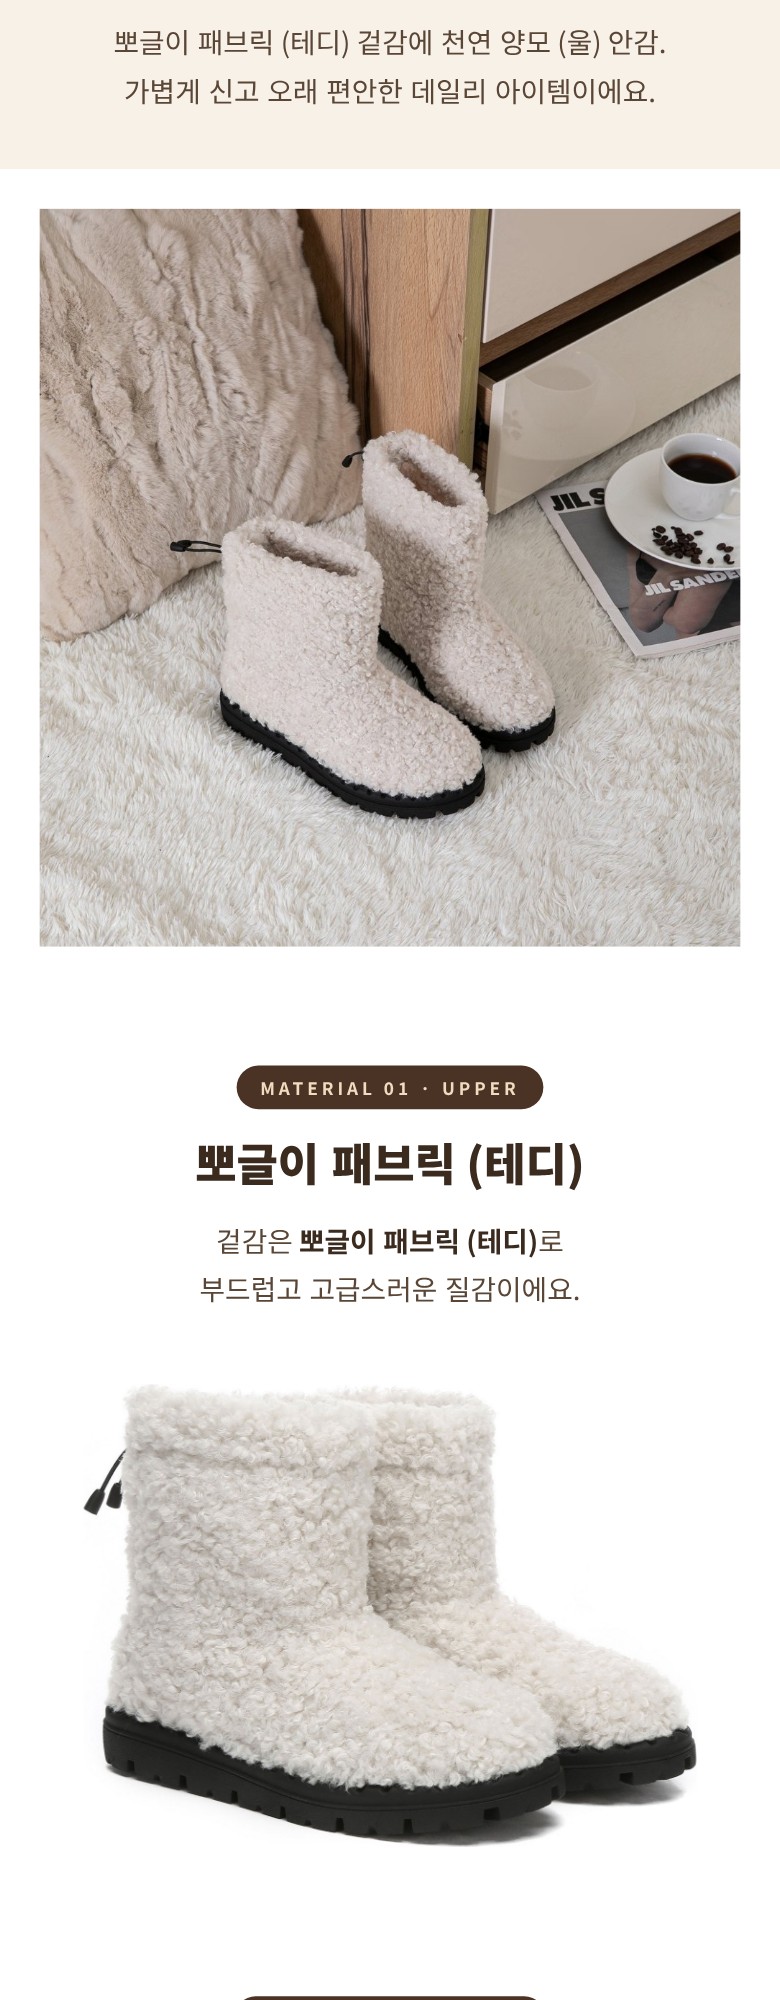 뽀글이 패브릭 (테디) 겉감에 천연 양모 (울) 안감.
가볍게 신고 오래 편안한 데일리 아이템이에요.
JIL S
JIL SANDE
MATERIAL 01 · UPPER
뽀글이 패브릭 (테디)
겉감은 뽀글이 패브릭 (테디)로
부드럽고 고급스러운 질감이에요.